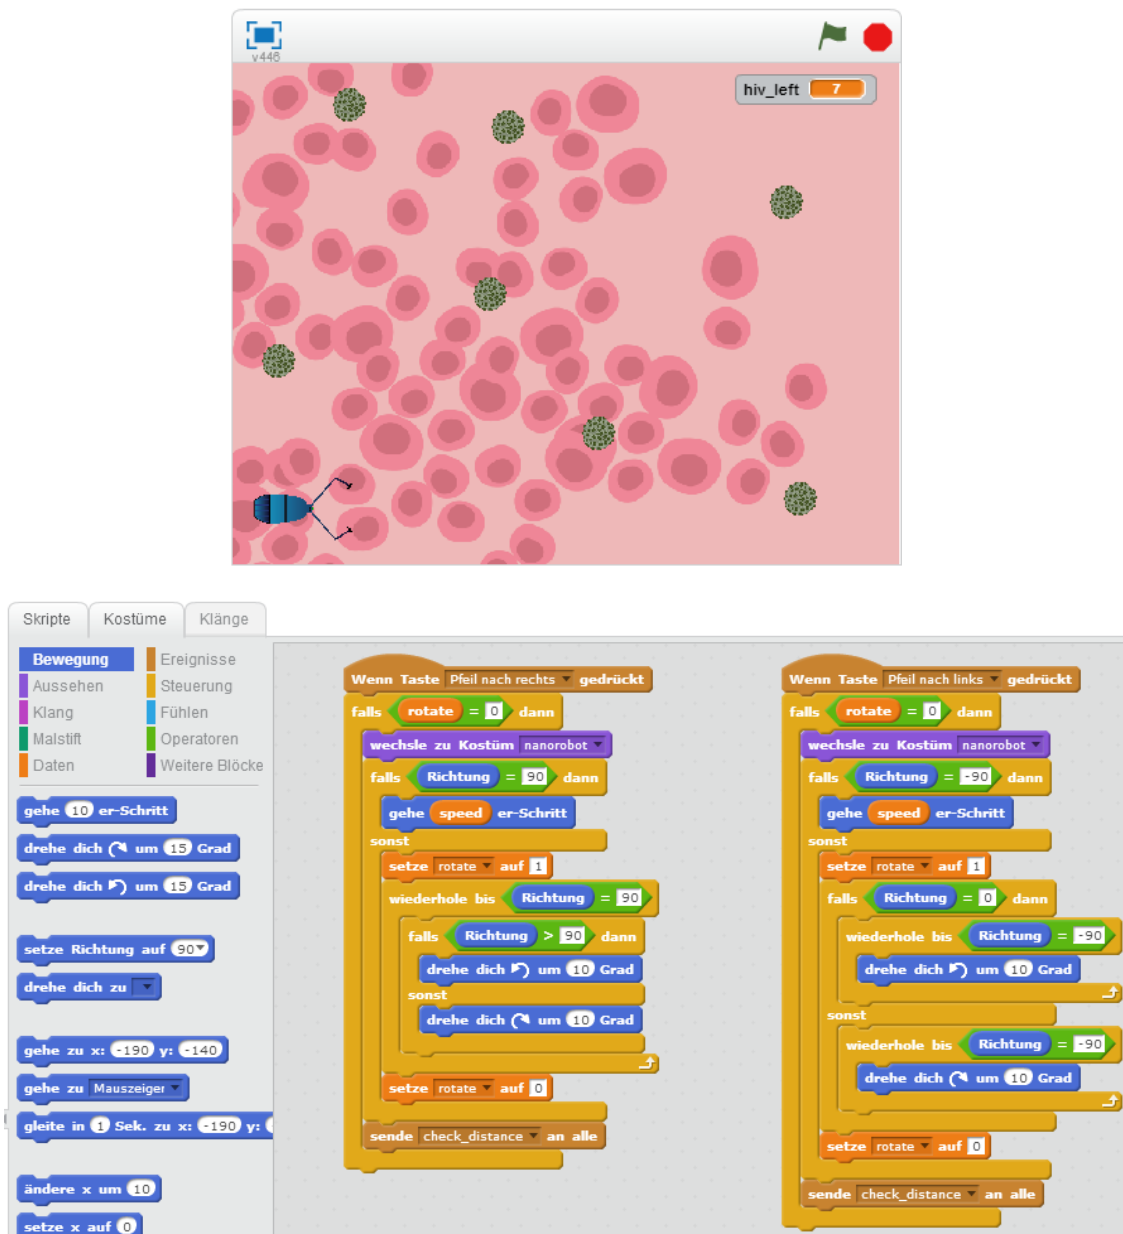 v446
hiv_left 7
Skripte Kostüme Klänge
Bewegung Ereignisse
Aussehen Steuerung
Klang Fühlen
Malstift Operatoren
Daten Weitere Blöcke
gehe 10 er-Schritt
drehe dich um 15 Grad
drehe dich um 15 Grad
setze Richtung auf 90
drehe dich zu
gehe zu x: -190 y: -140
gehe zu Mauszeiger
gleite in 1 Sek. zu x: -190 y:
ändere x um 10
setze x auf 0
Wenn Taste Pfeil nach rechts gedrückt
falls rotate = 0 dann
wechsle zu Kostüm nanorobot
falls Richtung = 90 dann
gehe speed er-Schritt
sonst
setze rotate auf 1
wiederhole bis Richtung = 90
falls Richtung > 90 dann
drehe dich um 10 Grad
sonst
drehe dich um 10 Grad
setze rotate auf 0
sende check_distance an alle
Wenn Taste Pfeil nach links gedrückt
falls rotate = 0 dann
wechsle zu Kostüm nanorobot
falls Richtung = -90 dann
gehe speed er-Schritt
sonst
setze rotate auf 1
falls Richtung = 0 dann
wiederhole bis Richtung = -90
drehe dich um 10 Grad
sonst
wiederhole bis Richtung = -90
drehe dich um 10 Grad
setze rotate auf 0
sende check_distance an alle